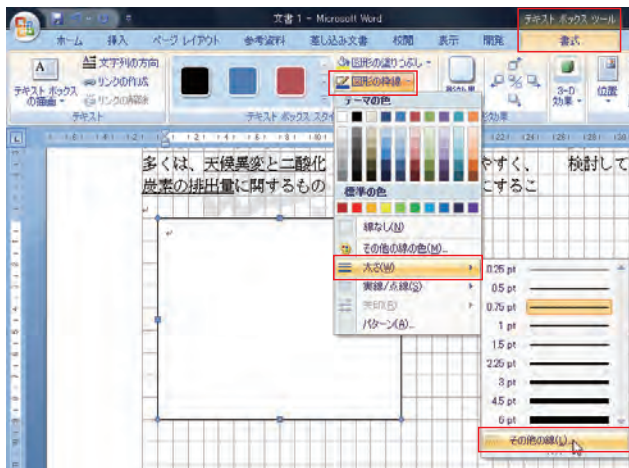 文書 1 - Microsoft Word
テキスト ボックス ツール
ホーム
挿入
ページ レイアウト
参考資料
差し込み文書
校閲
表示
開発
書式
テキスト ボックスの描画
文字列の方向
リンクの作成
リンクの解除
テキスト
テキスト ボックス スタイ
図形の塗りつぶし
図形の枠線
3-D
効果
位置
テーマの色
標準の色
線なし(N)
その他の線の色(M)...
太さ(W)
実線/点線(S)
矢印(R)
パターン(A)...
0.25 pt
0.5 pt
0.75 pt
1 pt
1.5 pt
2.25 pt
3 pt
4.5 pt
6 pt
その他の線(L)...
多くは、天候異変と二酸化
やすく、 検討して
炭素の排出量に関するもの
にするこ